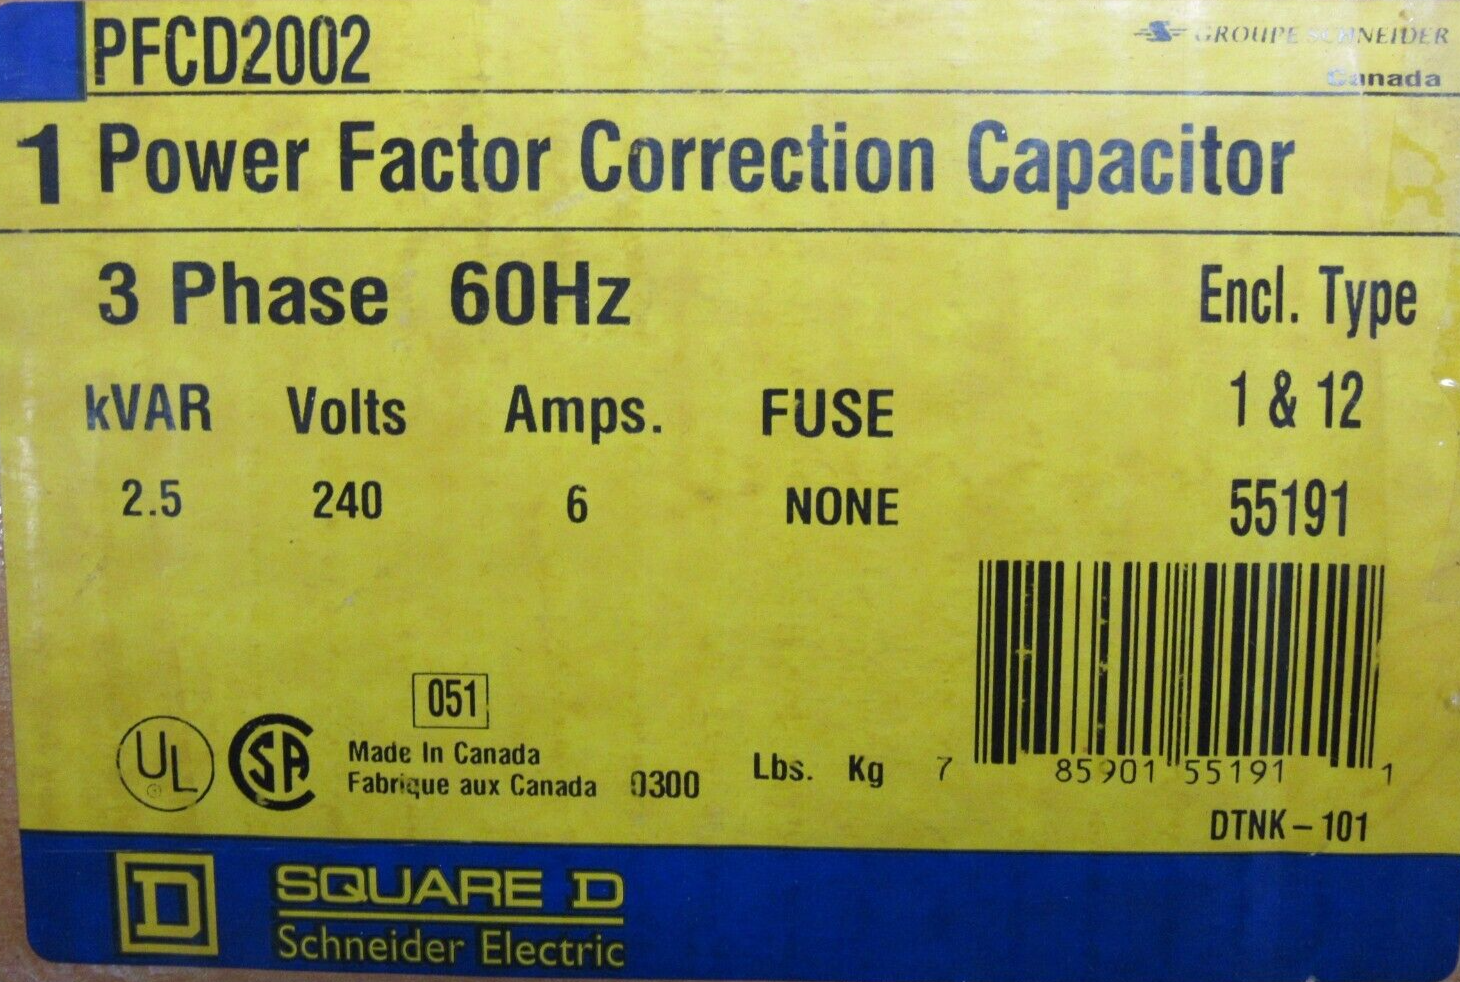 PFCD2002
GROUPE SCHNEIDER
Canada
1 Power Factor Correction Capacitor
3 Phase 60Hz
Encl. Type
1 & 12
kVAR Volts Amps. FUSE
2.5 240 6 NONE
55191
051
UL
CSA
Made In Canada
Fabrique aux Canada 0300
Lbs. Kg
7 85901 55191 1
DTNK-101
D
SQUARE D
Schneider Electric